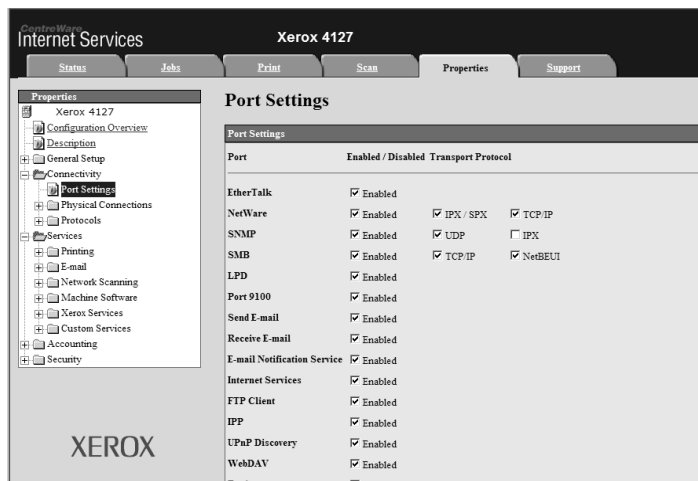 CentreWare
Internet Services
Xerox 4127
Status Jobs Print Scan Properties Support
Properties
Xerox 4127
Configuration Overview
Description
General Setup
Connectivity
Port Settings
Physical Connections
Protocols
Services
Printing
E-mail
Network Scanning
Machine Software
Xerox Services
Custom Services
Accounting
Security
XEROX
Port Settings
Port Settings
Port Enabled / Disabled Transport Protocol
EtherTalk Enabled
NetWare Enabled IPX / SPX TCP/IP
SNMP Enabled UDP IPX
SMB Enabled TCP/IP NetBEUI
LPD Enabled
Port 9100 Enabled
Send E-mail Enabled
Receive E-mail Enabled
E-mail Notification Service Enabled
Internet Services Enabled
FTP Client Enabled
IPP Enabled
UPnP Discovery Enabled
WebDAV Enabled